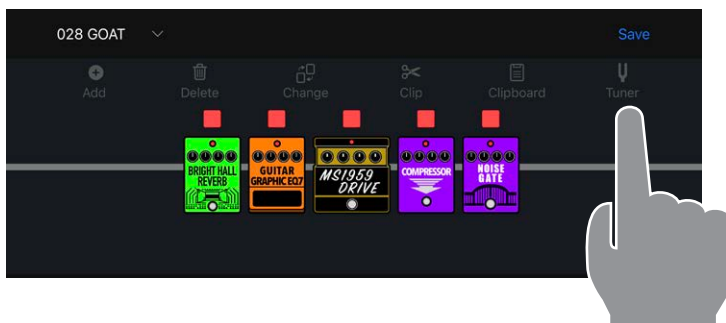 028 GOAT
Save
Add
Delete
Change
Clip
Clipboard
Tuner
BRIGHT HALL
REVERB
GUITAR
GRAPHIC EQ7
MS1959
DRIVE
COMPRESSOR
NOISE
GATE